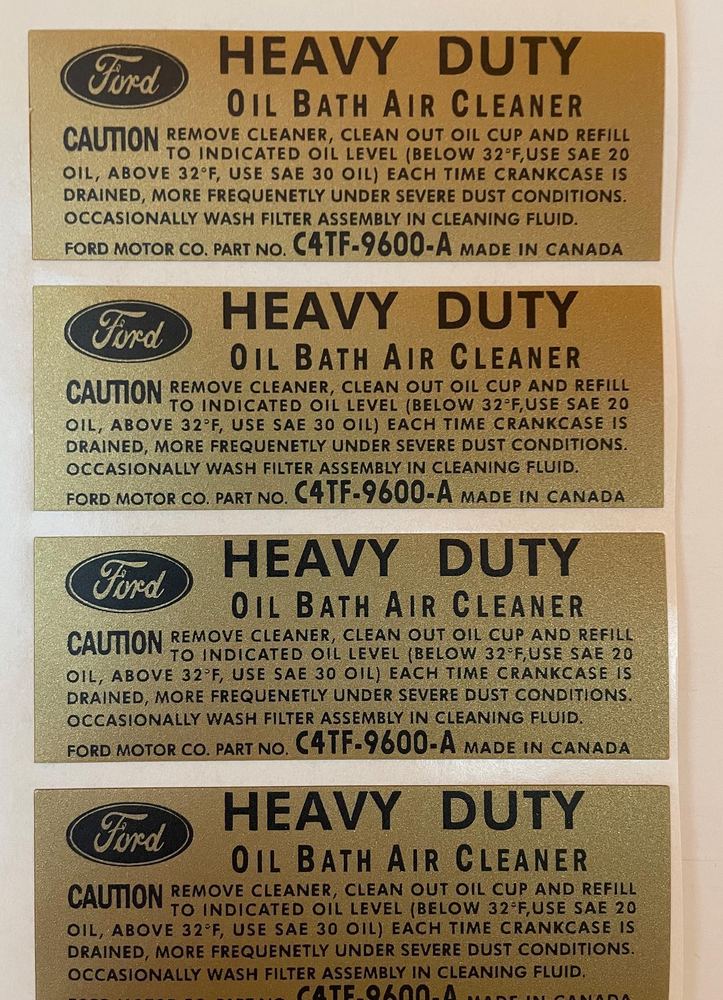 Ford
HEAVY DUTY
OIL BATH AIR CLEANER
CAUTION REMOVE CLEANER, CLEAN OUT OIL CUP AND REFILL
TO INDICATED OIL LEVEL (BELOW 32°F,USE SAE 20
OIL, ABOVE 32°F, USE SAE 30 OIL) EACH TIME CRANKCASE IS
DRAINED, MORE FREQUENETLY UNDER SEVERE DUST CONDITIONS.
OCCASIONALLY WASH FILTER ASSEMBLY IN CLEANING FLUID.
FORD MOTOR CO. PART NO. C4TF-9600-A MADE IN CANADA
Ford
HEAVY DUTY
OIL BATH AIR CLEANER
CAUTION REMOVE CLEANER, CLEAN OUT OIL CUP AND REFILL
TO INDICATED OIL LEVEL (BELOW 32°F,USE SAE 20
OIL, ABOVE 32°F, USE SAE 30 OIL) EACH TIME CRANKCASE IS
DRAINED, MORE FREQUENETLY UNDER SEVERE DUST CONDITIONS.
OCCASIONALLY WASH FILTER ASSEMBLY IN CLEANING FLUID.
FORD MOTOR CO. PART NO. C4TF-9600-A MADE IN CANADA
Ford
HEAVY DUTY
OIL BATH AIR CLEANER
CAUTION REMOVE CLEANER, CLEAN OUT OIL CUP AND REFILL
TO INDICATED OIL LEVEL (BELOW 32°F,USE SAE 20
OIL, ABOVE 32°F, USE SAE 30 OIL) EACH TIME CRANKCASE IS
DRAINED, MORE FREQUENETLY UNDER SEVERE DUST CONDITIONS.
OCCASIONALLY WASH FILTER ASSEMBLY IN CLEANING FLUID.
FORD MOTOR CO. PART NO. C4TF-9600-A MADE IN CANADA
Ford
HEAVY DUTY
OIL BATH AIR CLEANER
CAUTION REMOVE CLEANER, CLEAN OUT OIL CUP AND REFILL
TO INDICATED OIL LEVEL (BELOW 32°F,USE SAE 20
OIL, ABOVE 32°F, USE SAE 30 OIL) EACH TIME CRANKCASE IS
DRAINED, MORE FREQUENETLY UNDER SEVERE DUST CONDITIONS.
OCCASIONALLY WASH FILTER ASSEMBLY IN CLEANING FLUID.
C4TF-9600-A